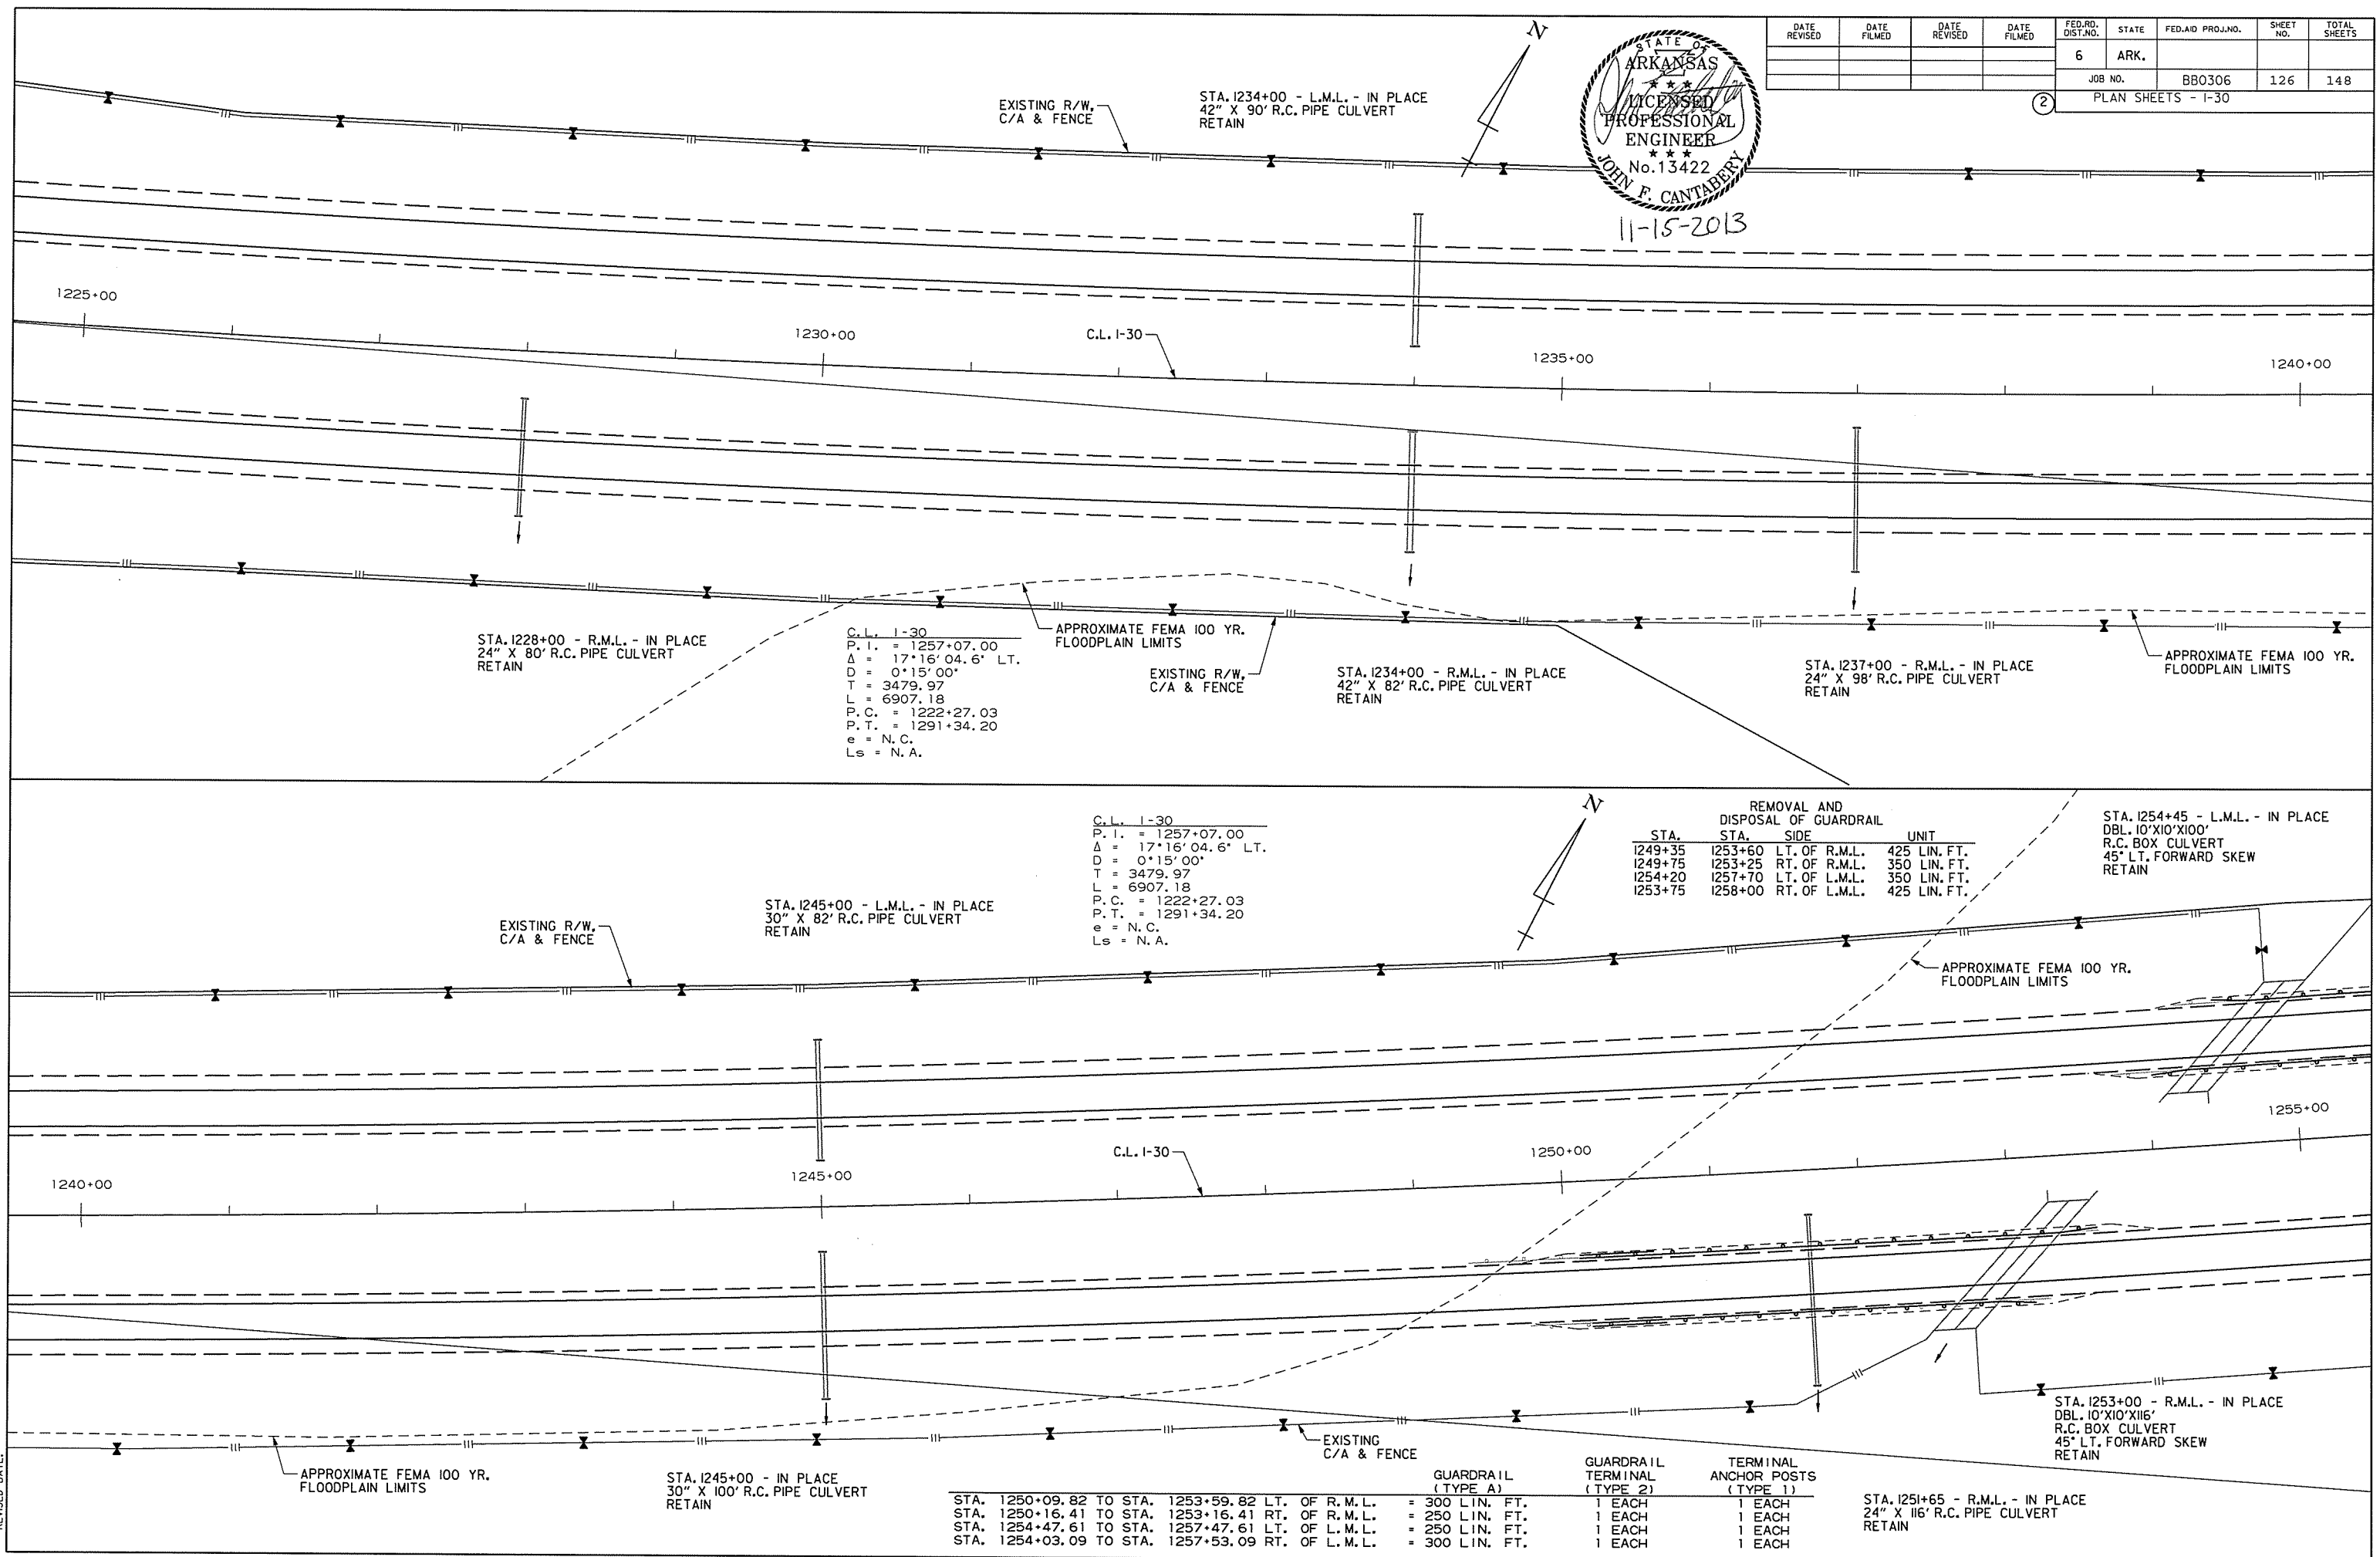 DATE REVISED
DATE FILMED
DATE REVISED
DATE FILMED
FED.RD. DIST.NO.
STATE
FED.AID PROJ.NO.
SHEET NO.
TOTAL SHEETS
6
ARK.
JOB NO.
BB0306
126
148
2
PLAN SHEETS - I-30
N
STATE OF
ARKANSAS
★ ★ ★
LICENSED
PROFESSIONAL
ENGINEER
★ ★ ★
No.13422
JOHN F. CANTABERY
11-15-2013
EXISTING R/W,
C/A & FENCE
STA. 1234+00 - L.M.L. - IN PLACE
42" X 90' R.C. PIPE CULVERT
RETAIN
1225+00
1230+00
C.L. I-30
1235+00
1240+00
STA. 1228+00 - R.M.L. - IN PLACE
24" X 80' R.C. PIPE CULVERT
RETAIN
C.L. I-30
P.I. = 1257+07.00
Δ = 17°16'04.6" LT.
D = 0°15'00"
T = 3479.97
L = 6907.18
P.C. = 1222+27.03
P.T. = 1291+34.20
e = N.C.
Ls = N.A.
APPROXIMATE FEMA 100 YR.
FLOODPLAIN LIMITS
EXISTING R/W,
C/A & FENCE
STA. 1234+00 - R.M.L. - IN PLACE
42" X 82' R.C. PIPE CULVERT
RETAIN
STA. 1237+00 - R.M.L. - IN PLACE
24" X 98' R.C. PIPE CULVERT
RETAIN
APPROXIMATE FEMA 100 YR.
FLOODPLAIN LIMITS
EXISTING R/W,
C/A & FENCE
STA. 1245+00 - L.M.L. - IN PLACE
30" X 82' R.C. PIPE CULVERT
RETAIN
C.L. I-30
P.I. = 1257+07.00
Δ = 17°16'04.6" LT.
D = 0°15'00"
T = 3479.97
L = 6907.18
P.C. = 1222+27.03
P.T. = 1291+34.20
e = N.C.
Ls = N.A.
N
REMOVAL AND
DISPOSAL OF GUARDRAIL
STA. STA. SIDE UNIT
1249+35 1253+60 LT. OF R.M.L. 425 LIN. FT.
1249+75 1253+25 RT. OF R.M.L. 350 LIN. FT.
1254+20 1257+70 LT. OF L.M.L. 350 LIN. FT.
1253+75 1258+00 RT. OF L.M.L. 425 LIN. FT.
STA. 1254+45 - L.M.L. - IN PLACE
DBL. 10'X10'X100'
R.C. BOX CULVERT
45° LT. FORWARD SKEW
RETAIN
APPROXIMATE FEMA 100 YR.
FLOODPLAIN LIMITS
1240+00
1245+00
C.L. I-30
1250+00
1255+00
APPROXIMATE FEMA 100 YR.
FLOODPLAIN LIMITS
STA. 1245+00 - IN PLACE
30" X 100' R.C. PIPE CULVERT
RETAIN
EXISTING
C/A & FENCE
STA. 1253+00 - R.M.L. - IN PLACE
DBL. 10'X10'X116'
R.C. BOX CULVERT
45° LT. FORWARD SKEW
RETAIN
GUARDRAIL (TYPE A)
GUARDRAIL TERMINAL (TYPE 2)
TERMINAL ANCHOR POSTS (TYPE 1)
STA. 1250+09.82 TO STA. 1253+59.82 LT. OF R.M.L. = 300 LIN. FT. 1 EACH 1 EACH
STA. 1250+16.41 TO STA. 1253+16.41 RT. OF R.M.L. = 250 LIN. FT. 1 EACH 1 EACH
STA. 1254+47.61 TO STA. 1257+47.61 LT. OF L.M.L. = 250 LIN. FT. 1 EACH 1 EACH
STA. 1254+03.09 TO STA. 1257+53.09 RT. OF L.M.L. = 300 LIN. FT. 1 EACH 1 EACH
STA. 1251+65 - R.M.L. - IN PLACE
24" X 116' R.C. PIPE CULVERT
RETAIN